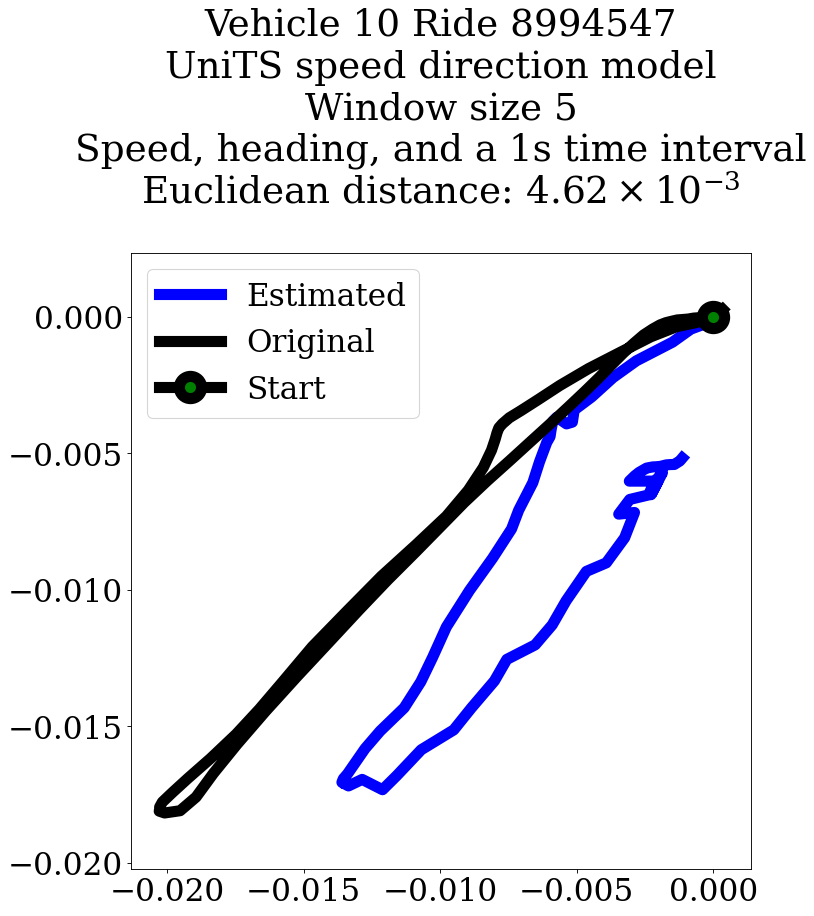 Vehicle 10 Ride 8994547
UniTS speed direction model
Window size 5
Speed, heading, and a 1s time interval
Euclidean distance: 4.62 × 10⁻³
Estimated
Original
Start
0.000
−0.005
−0.010
−0.015
−0.020
−0.020 −0.015 −0.010 −0.005 0.000